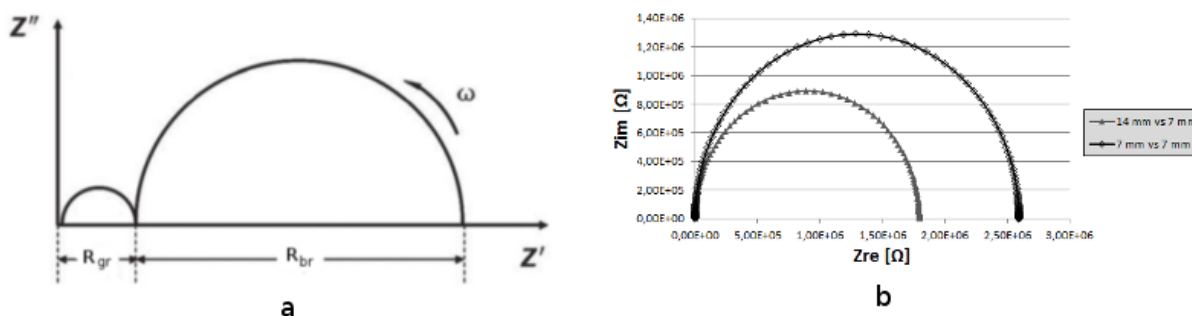 Z″
ω
R_gr
R_br
Z′
a
1,40E+06
1,20E+06
1,00E+06
8,00E+05
6,00E+05
4,00E+05
2,00E+05
0,00E+00
Zim [Ω]
0,00E+00 5,00E+05 1,00E+06 1,50E+06 2,00E+06 2,50E+06 3,00E+06
Zre [Ω]
14 mm vs 7 mm
7 mm vs 7 mm
b